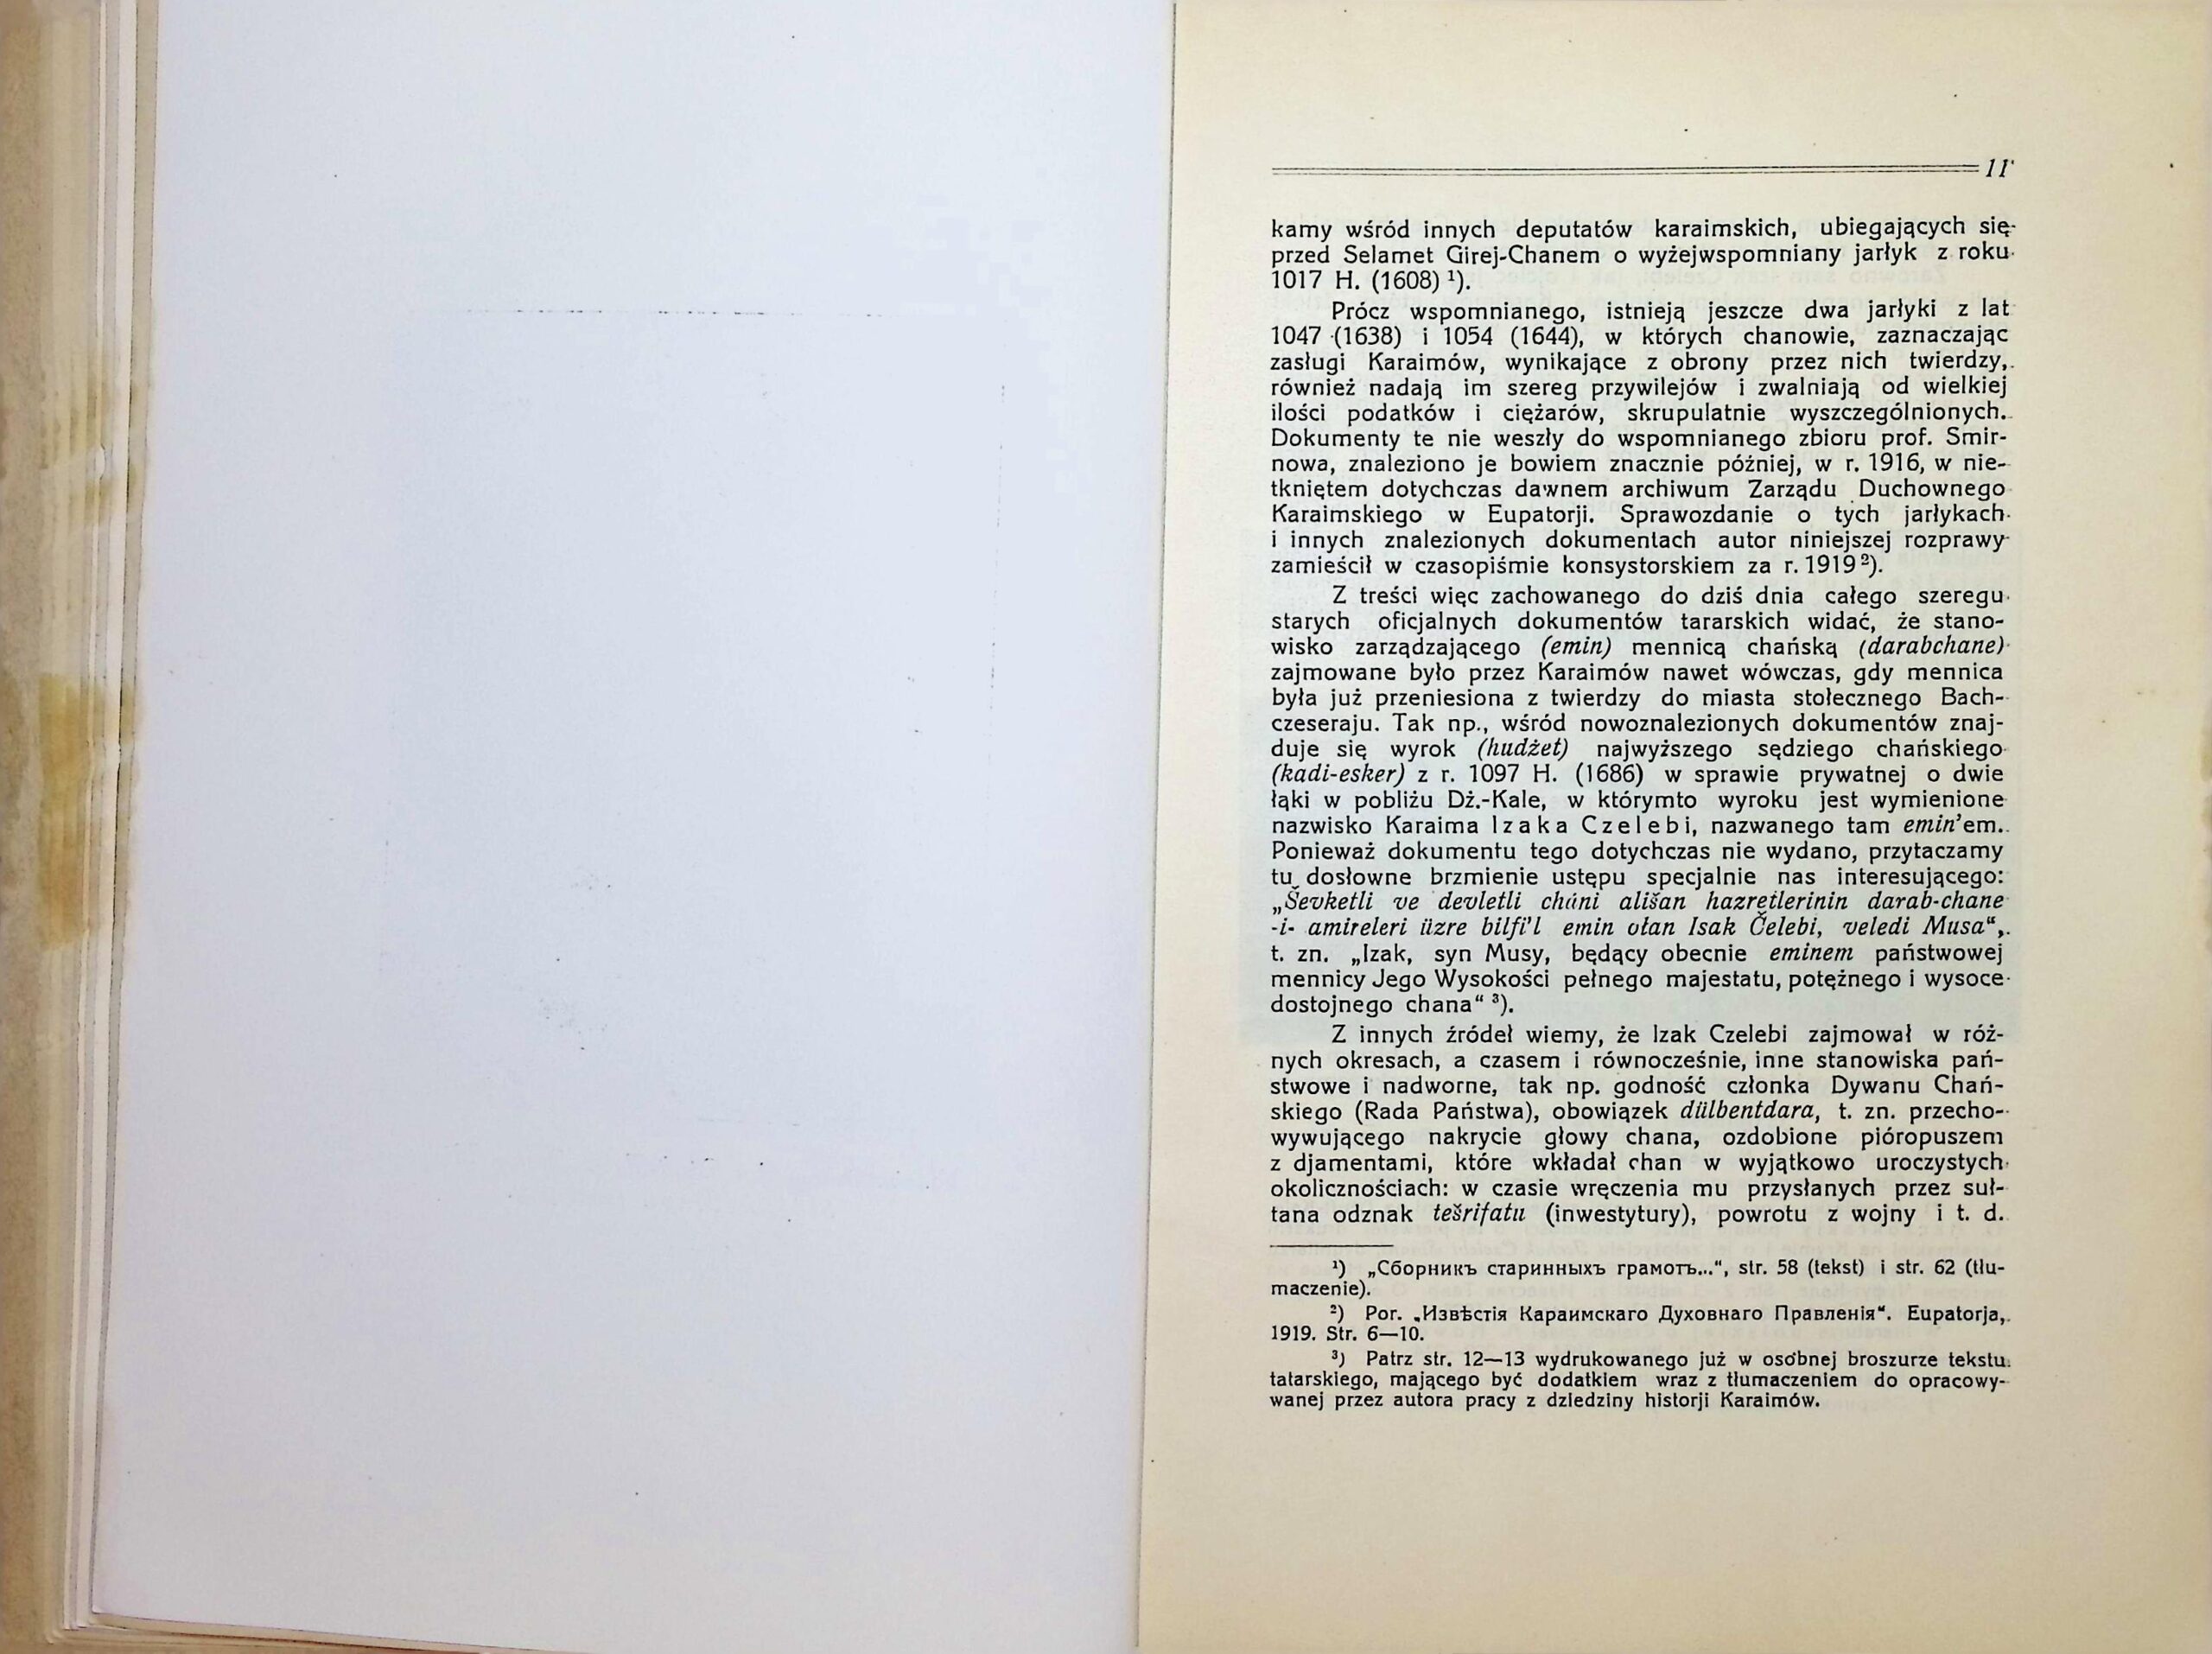 11
kamy wśród innych deputatów karaimskich, ubiegających się
przed Selamet Girej-Chanem o wyżejwspomniany jarłyk z roku
1017 H. (1608) ¹).
Prócz wspomnianego, istnieją jeszcze dwa jarłyki z lat
1047 (1638) i 1054 (1644), w których chanowie, zaznaczając
zasługi Karaimów, wynikające z obrony przez nich twierdzy,
również nadają im szereg przywilejów i zwalniają od wielkiej
ilości podatków i ciężarów, skrupulatnie wyszczególnionych.
Dokumenty te nie weszły do wspomnianego zbioru prof. Smir-
nowa, znaleziono je bowiem znacznie później, w r. 1916, w nie-
tkniętem dotychczas dawnem archiwum Zarządu Duchownego
Karaimskiego w Eupatorji. Sprawozdanie o tych jarłykach
i innych znalezionych dokumentach autor niniejszej rozprawy
zamieścił w czasopiśmie konsystorskiem za r. 1919 ²).
Z treści więc zachowanego do dziś dnia całego szeregu
starych oficjalnych dokumentów tararskich widać, że stano-
wisko zarządzającego (emin) mennicą chańską (darabchane)
zajmowane było przez Karaimów nawet wówczas, gdy mennica
była już przeniesiona z twierdzy do miasta stołecznego Bach-
czeseraju. Tak np., wśród nowoznalezionych dokumentów znaj-
duje się wyrok (hudżet) najwyższego sędziego chańskiego
(kadi-esker) z r. 1097 H. (1686) w sprawie prywatnej o dwie
łąki w pobliżu Dż.-Kale, w którymto wyroku jest wymienione
nazwisko Karaima Izaka Czelebi, nazwanego tam emin'em.
Ponieważ dokumentu tego dotychczas nie wydano, przytaczamy
tu dosłowne brzmienie ustępu specjalnie nas interesującego:
„Ševketli ve devletli cháni ališan hazretlerinin darab-chane
-i- amireleri üzre bilfi'l emin olan Isak Čelebi, veledi Musa“,
t. zn. „Izak, syn Musy, będący obecnie eminem państwowej
mennicy Jego Wysokości pełnego majestatu, potężnego i wysoce
dostojnego chana“ ³).
Z innych źródeł wiemy, że Izak Czelebi zajmował w róż-
nych okresach, a czasem i równocześnie, inne stanowiska pań-
stwowe i nadworne, tak np. godność członka Dywanu Chań-
skiego (Rada Państwa), obowiązek dülbentdara, t. zn. przecho-
wywującego nakrycie głowy chana, ozdobione pióropuszem
z djamentami, które wkładał chan w wyjątkowo uroczystych
okolicznościach: w czasie wręczenia mu przysłanych przez suł-
tana odznak tešrifatu (inwestytury), powrotu z wojny i t. d.
¹) „Сборникъ старинныхъ грамотъ...“, str. 58 (tekst) i str. 62 (tłu-
maczenie).
²) Por. „Извѣстія Караимскаго Духовнаго Правленія“. Eupatorja,
1919. Str. 6—10.
³) Patrz str. 12—13 wydrukowanego już w osóbnej broszurze tekstu
tatarskiego, mającego być dodatkiem wraz z tłumaczeniem do opracowy-
wanej przez autora pracy z dziedziny historji Karaimów.